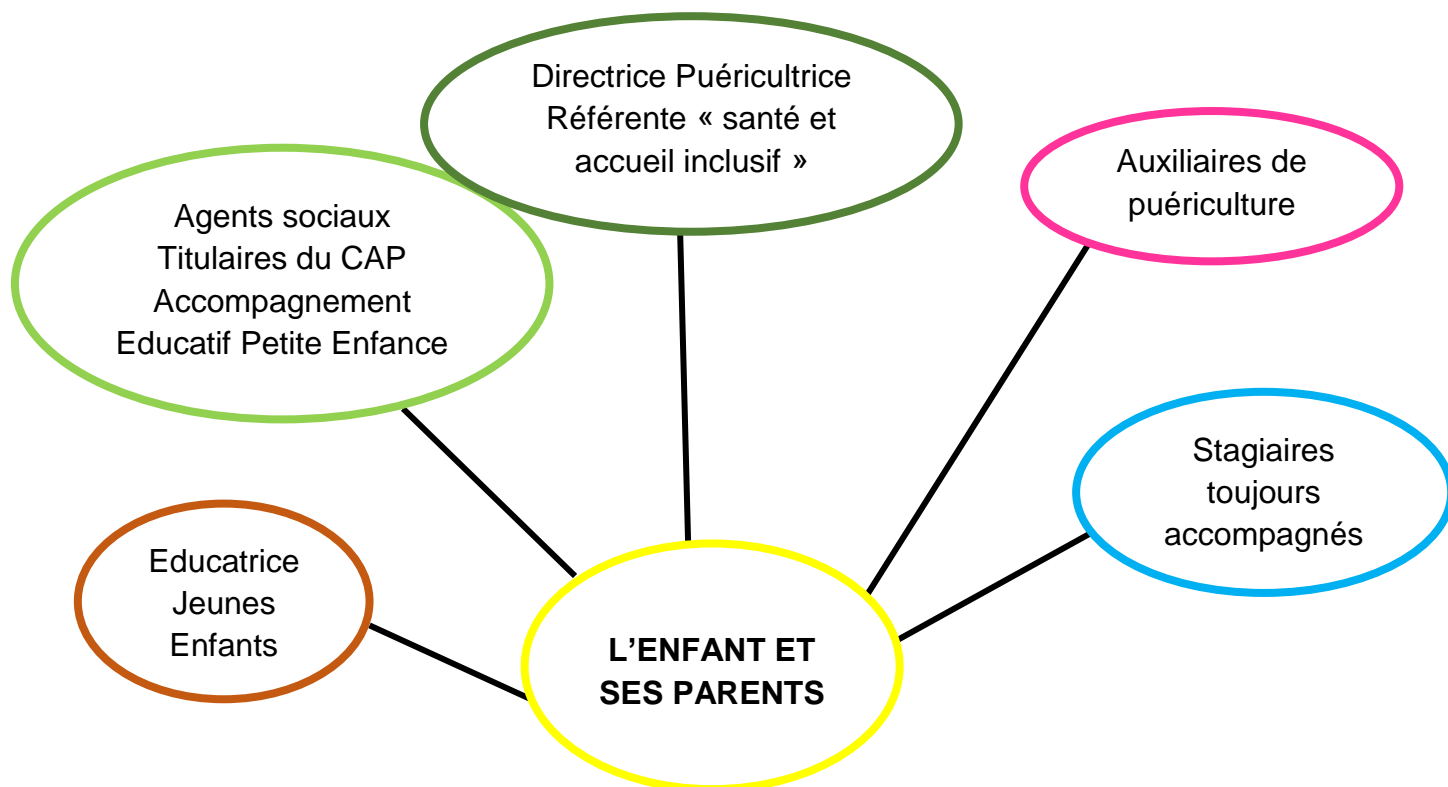 Directrice Puéricultrice
Référente « santé et
accueil inclusif »
Auxiliaires de
puériculture
Agents sociaux
Titulaires du CAP
Accompagnement
Educatif Petite Enfance
Stagiaires
toujours
accompagnés
Educatrice
Jeunes
Enfants
L’ENFANT ET
SES PARENTS